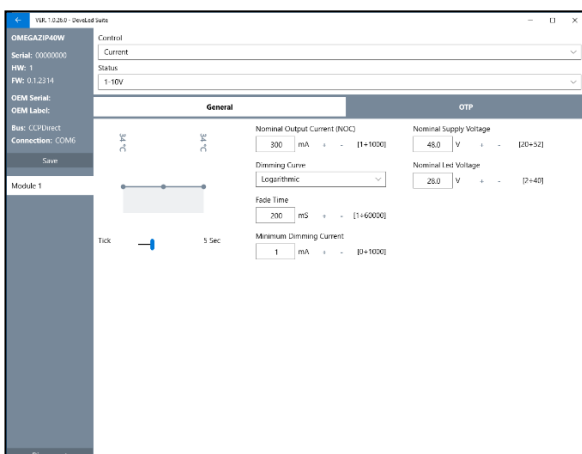 VER. 1.0.26.0 - DeveLed Suite
OMEGAZIP40W
Serial: 00000000
HW: 1
FW: 0.1.2314
OEM Serial:
OEM Label:
Bus: CCPDirect
Connection: COM6
Save
Module 1
Control
Current
Status
1-10V
General
OTP
34 °C
34 °C
Tick
5 Sec
Nominal Output Current (NOC)
300 mA + - [1÷1000]
Dimming Curve
Logarithmic
Fade Time
200 mS + - [1÷60000]
Minimum Dimming Current
1 mA + - [0÷1000]
Nominal Supply Voltage
48.0 V + - [20÷52]
Nominal Led Voltage
28.0 V + - [2÷40]